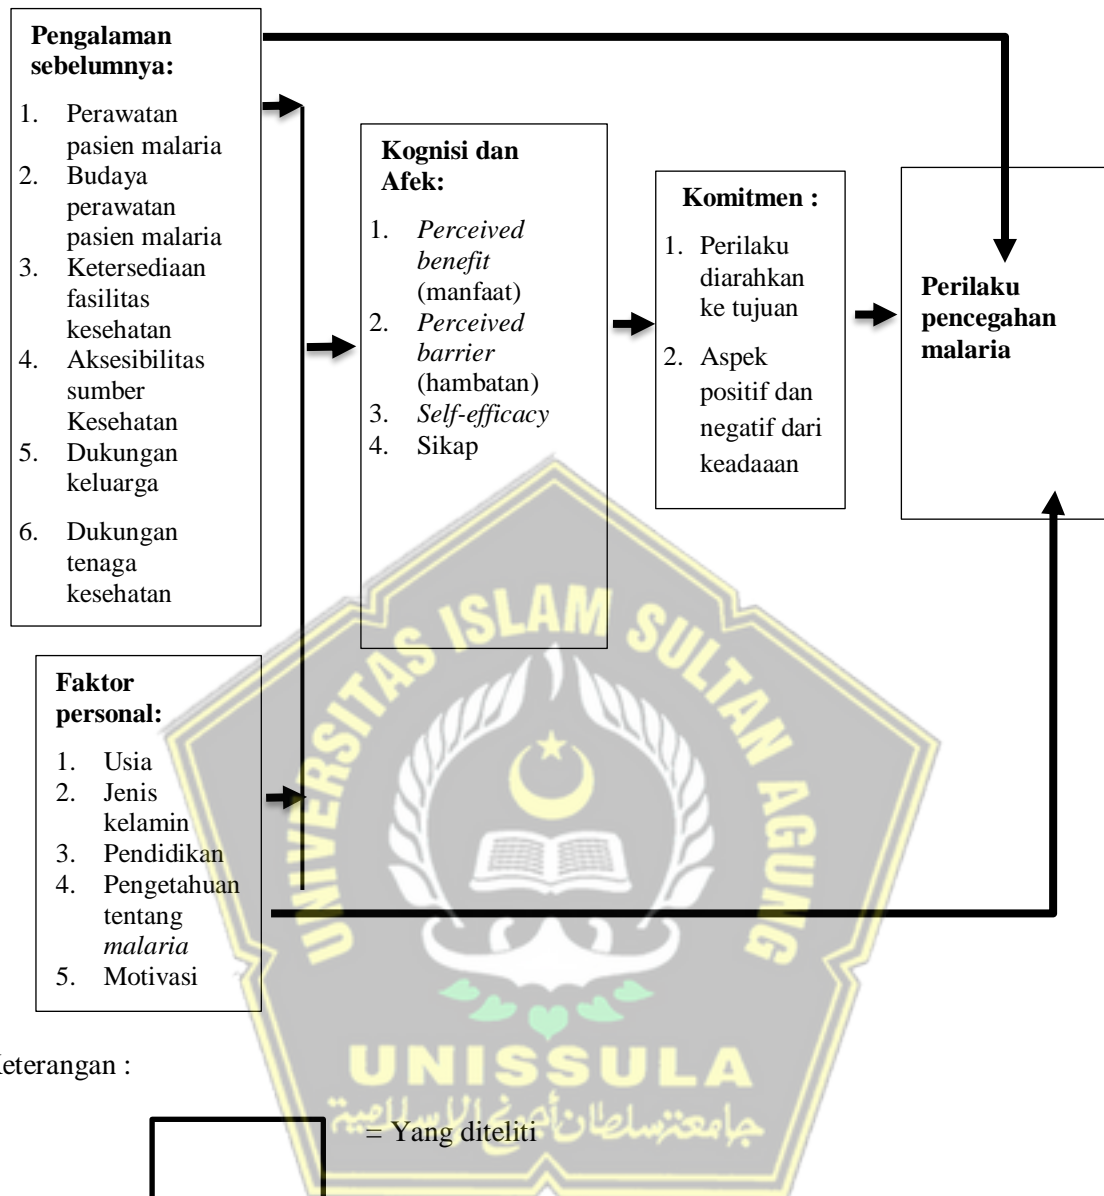 Pengalaman
sebelumnya:
1. Perawatan
pasien malaria
2. Budaya
perawatan
pasien malaria
3. Ketersediaan
fasilitas
kesehatan
4. Aksesibilitas
sumber
Kesehatan
5. Dukungan
keluarga
6. Dukungan
tenaga
kesehatan
Kognisi dan
Afek:
1. Perceived
benefit
(manfaat)
2. Perceived
barrier
(hambatan)
3. Self-efficacy
4. Sikap
Komitmen :
1. Perilaku
diarahkan
ke tujuan
2. Aspek
positif dan
negatif dari
keadaaan
Perilaku
pencegahan
malaria
Faktor
personal:
1. Usia
2. Jenis
kelamin
3. Pendidikan
4. Pengetahuan
tentang
malaria
5. Motivasi
UNIVERSITAS ISLAM SULTAN AGUNG
UNISSULA
جامعتسلطان أجونج الإسلامية
eterangan :
= Yang diteliti